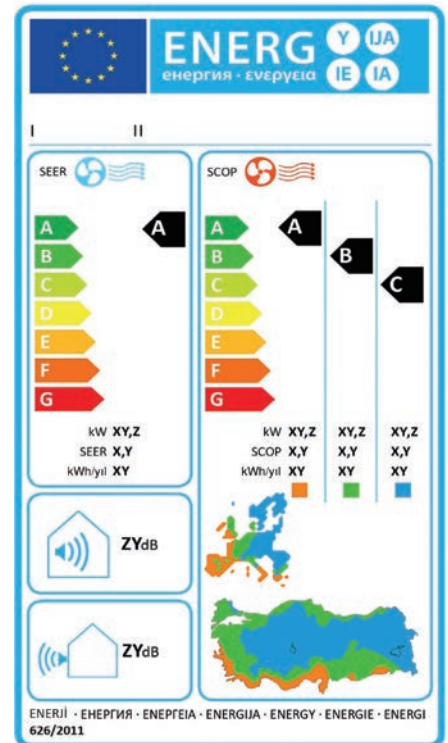 ENERG Y IJA
енергия · ενεργεια IE IA
I II
SEER
A A
B
C
D
E
F
G
kW XY,Z
SEER X,Y
kWh/yıl XY
SCOP
A A
B B
C C
D
E
F
G
kW XY,Z XY,Z XY,Z
SCOP X,Y X,Y X,Y
kWh/yıl XY XY XY
ZYdB
ZYdB
ENERJİ · ЕНЕРГИЯ · ΕΝΕΡΓΕΙΑ · ENERGIJA · ENERGY · ENERGIE · ENERGI
626/2011